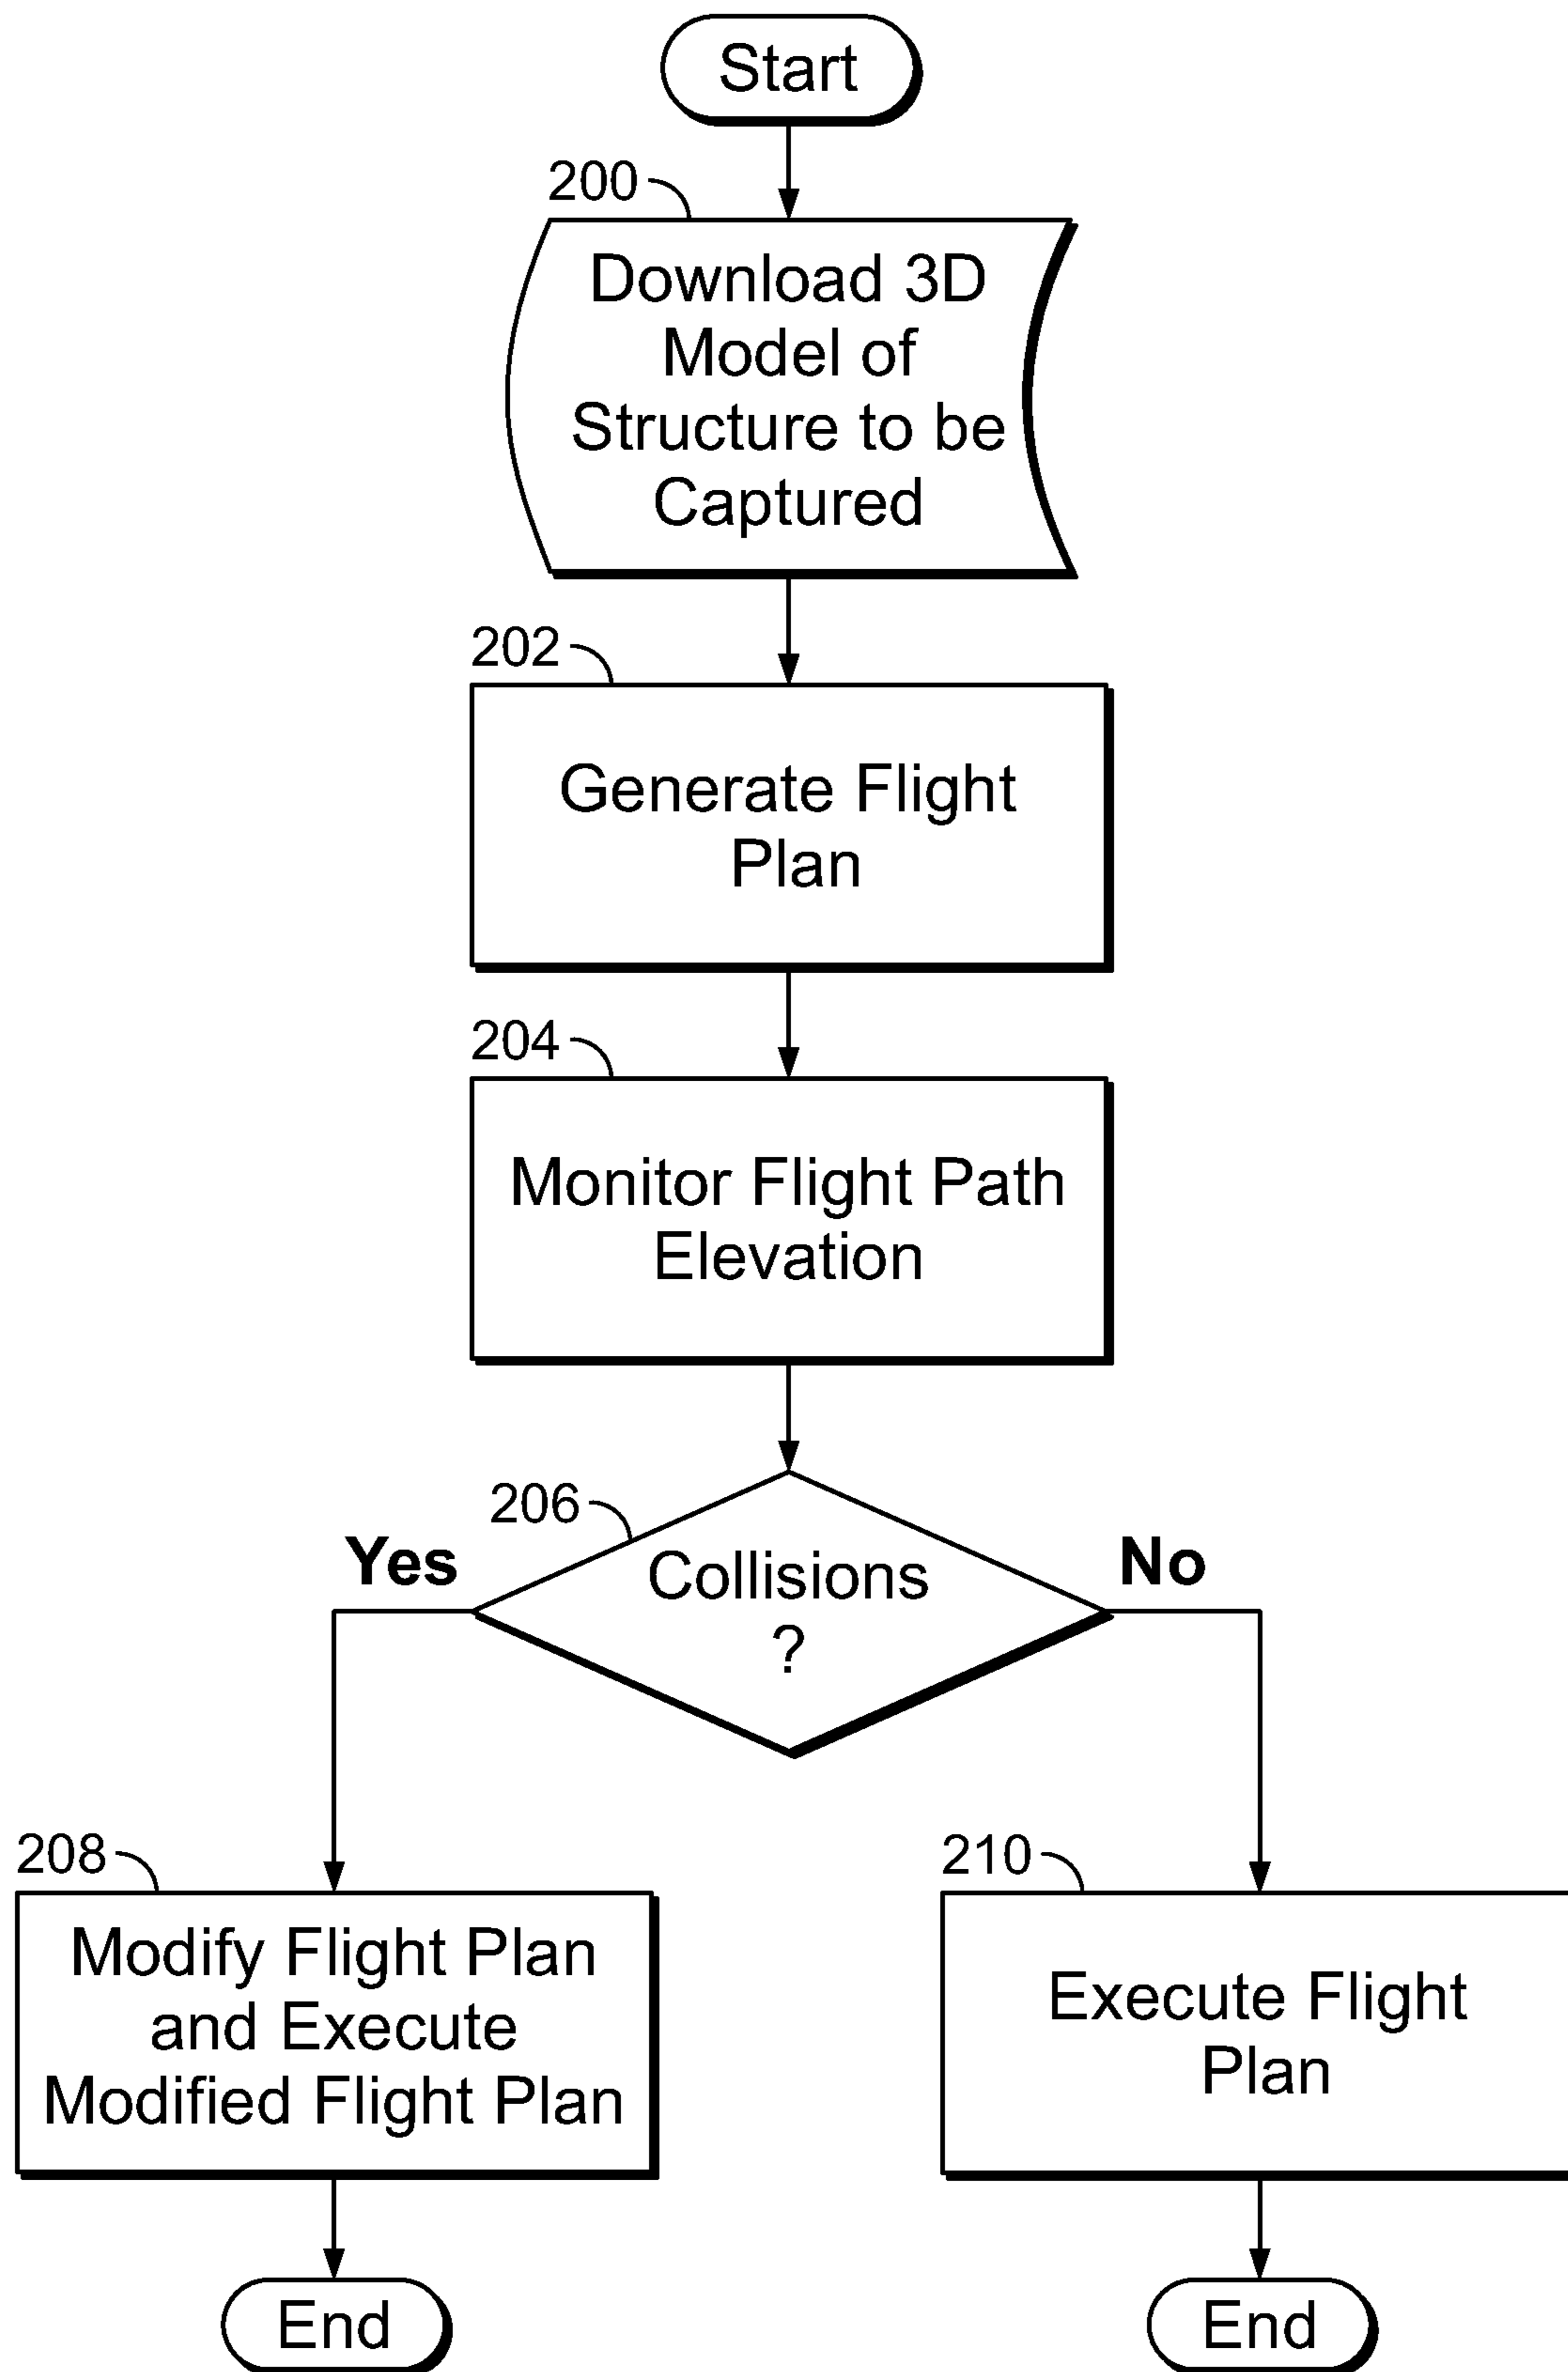 Start
200
Download 3D
Model of
Structure to be
Captured
202
Generate Flight
Plan
204
Monitor Flight Path
Elevation
206
Collisions
?
Yes
No
208
Modify Flight Plan
and Execute
Modified Flight Plan
210
Execute Flight
Plan
End
End